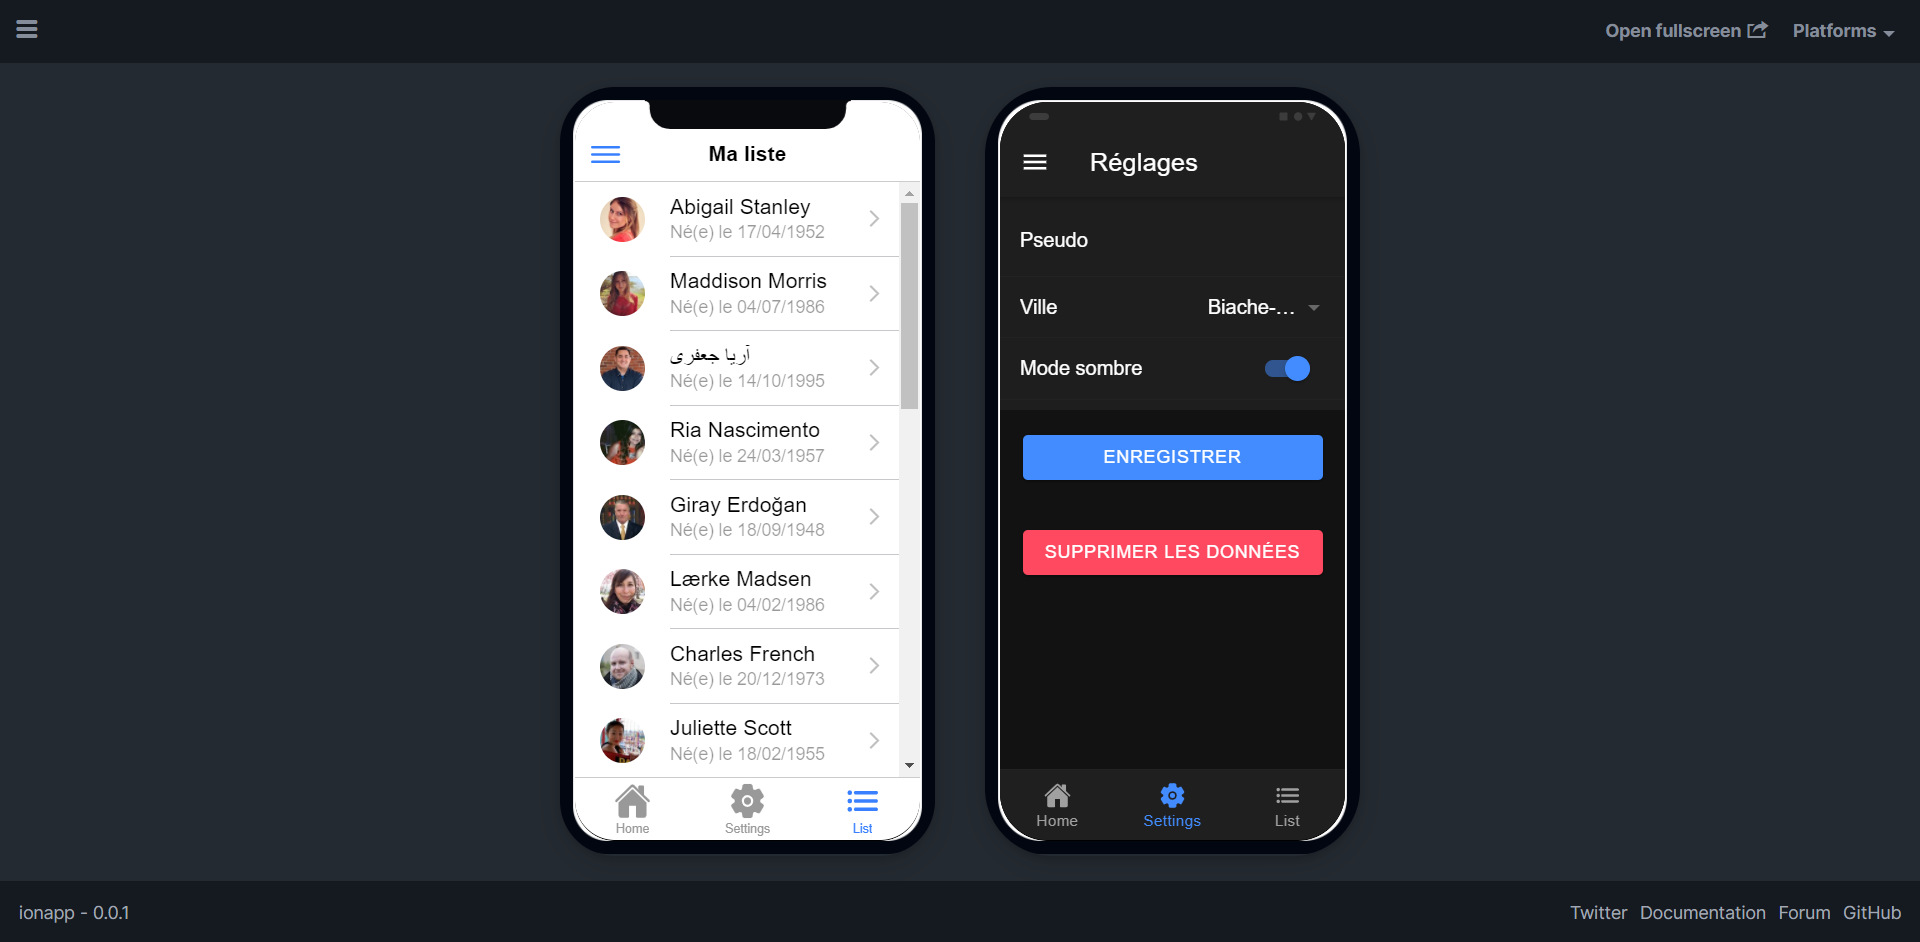 Open fullscreen
Platforms
Ma liste
Abigail Stanley
Né(e) le 17/04/1952
Maddison Morris
Né(e) le 04/07/1986
آریا جعفری
Né(e) le 14/10/1995
Ria Nascimento
Né(e) le 24/03/1957
Giray Erdoğan
Né(e) le 18/09/1948
Lærke Madsen
Né(e) le 04/02/1986
Charles French
Né(e) le 20/12/1973
Juliette Scott
Né(e) le 18/02/1955
Home
Settings
List
Réglages
Pseudo
Ville Biache-...
Mode sombre
ENREGISTRER
SUPPRIMER LES DONNÉES
Home
Settings
List
ionapp - 0.0.1
Twitter Documentation Forum GitHub